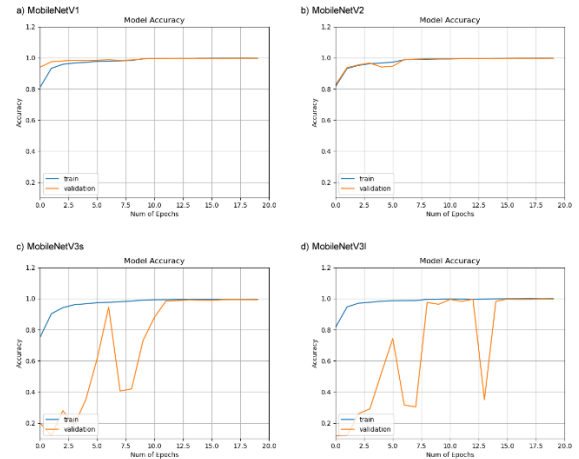 a) MobileNetV1
Model Accuracy
1.2
1.0
0.8
0.6
0.4
0.2
Accuracy
train
validation
0.0 2.5 5.0 7.5 10.0 12.5 15.0 17.5 20.0
Num of Epochs
b) MobileNetV2
Model Accuracy
1.2
1.0
0.8
0.6
0.4
0.2
Accuracy
train
validation
0.0 2.5 5.0 7.5 10.0 12.5 15.0 17.5 20.0
Num of Epochs
c) MobileNetV3s
Model Accuracy
1.2
1.0
0.8
0.6
0.4
0.2
Accuracy
train
validation
0.0 2.5 5.0 7.5 10.0 12.5 15.0 17.5 20.0
Num of Epochs
d) MobileNetV3l
Model Accuracy
1.2
1.0
0.8
0.6
0.4
0.2
Accuracy
train
validation
0.0 2.5 5.0 7.5 10.0 12.5 15.0 17.5 20.0
Num of Epochs